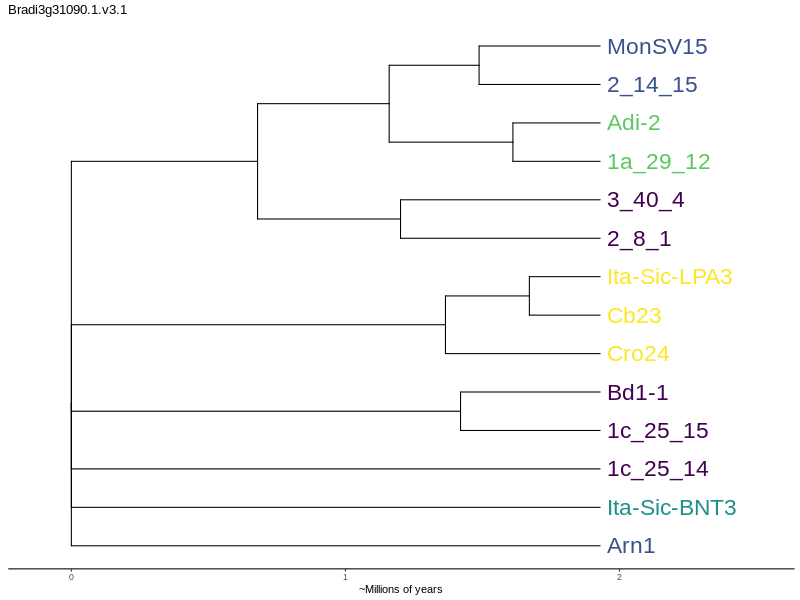 Bradi3g31090.1.v3.1
MonSV15
2_14_15
Adi-2
1a_29_12
3_40_4
2_8_1
Ita-Sic-LPA3
Cb23
Cro24
Bd1-1
1c_25_15
1c_25_14
Ita-Sic-BNT3
Arn1
0 1 2
~Millions of years